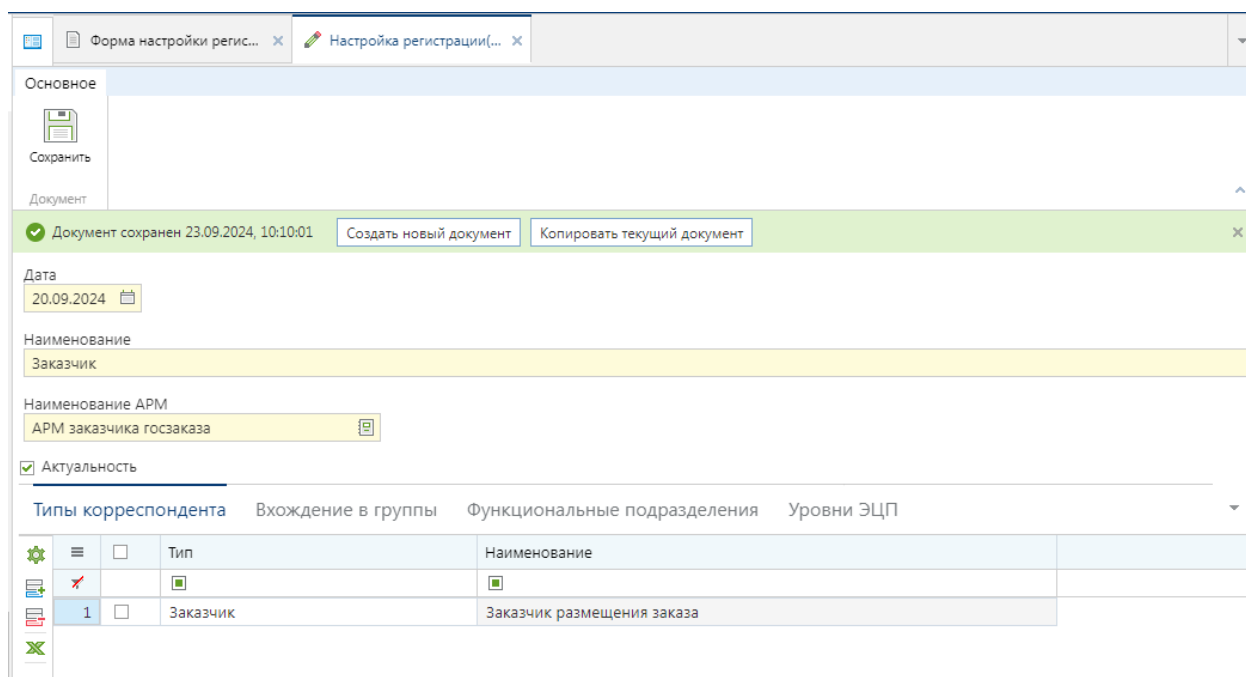 Форма настройки регис... Настройка регистрации(...
Основное
Сохранить
Документ
Документ сохранен 23.09.2024, 10:10:01 Создать новый документ Копировать текущий документ
Дата
20.09.2024
Наименование
Заказчик
Наименование АРМ
АРМ заказчика госзаказа
Актуальность
Типы корреспондента Вхождение в группы Функциональные подразделения Уровни ЭЦП
Тип Наименование
1 Заказчик Заказчик размещения заказа